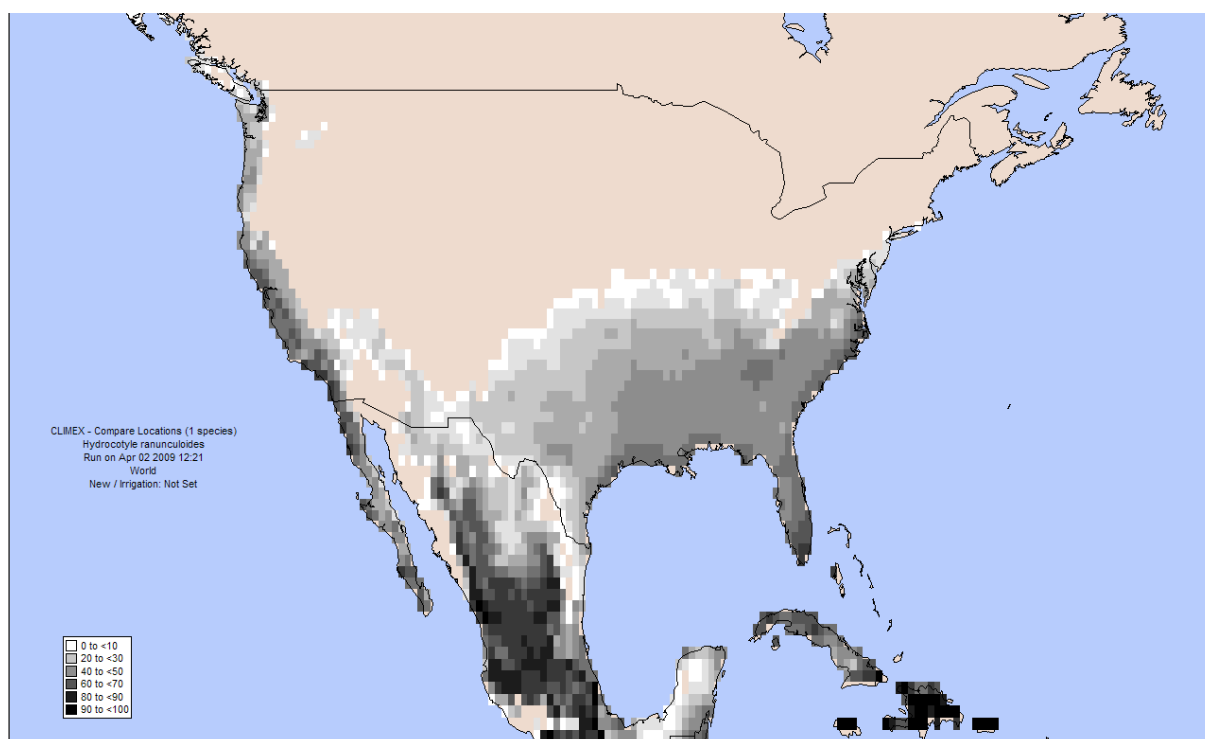 CLIMEX - Compare Locations (1 species)
Hydrocotyle ranunculoides
Run on Apr 02 2009 12:21
World
New / Irrigation: Not Set
0 to <10
20 to <30
40 to <50
60 to <70
80 to <90
90 to <100